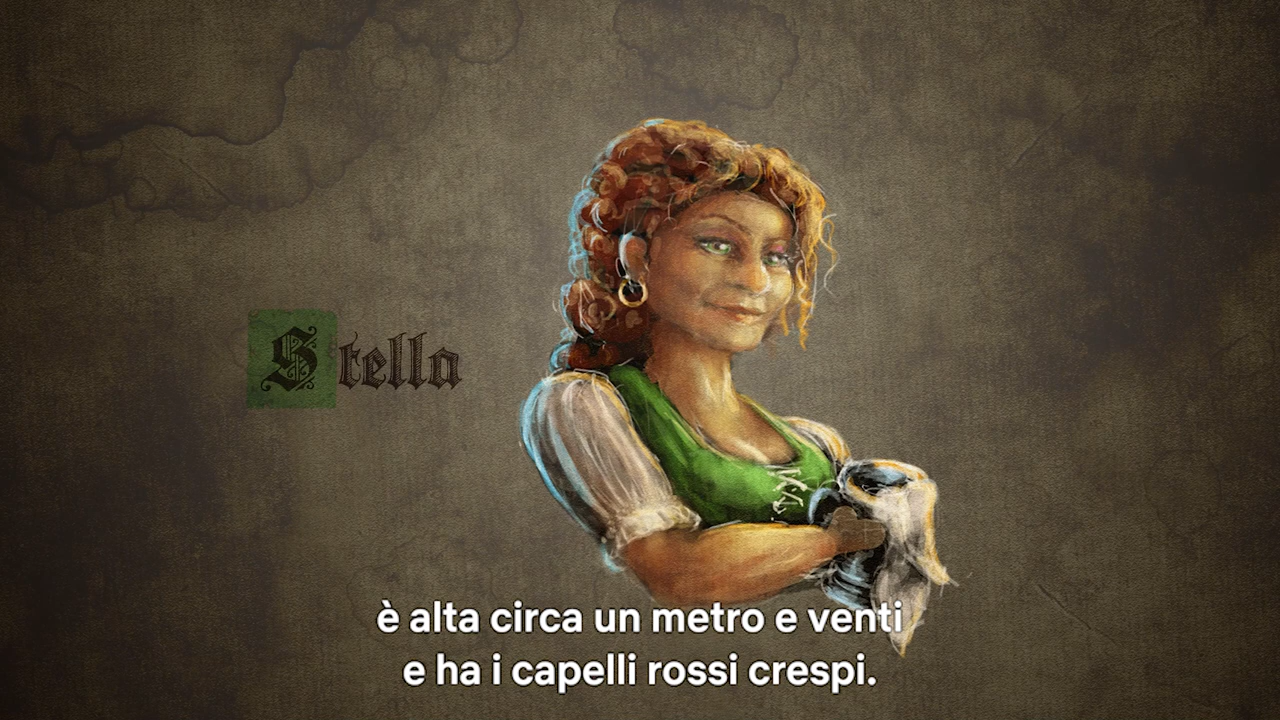 Stella
è alta circa un metro e venti
e ha i capelli rossi crespi.